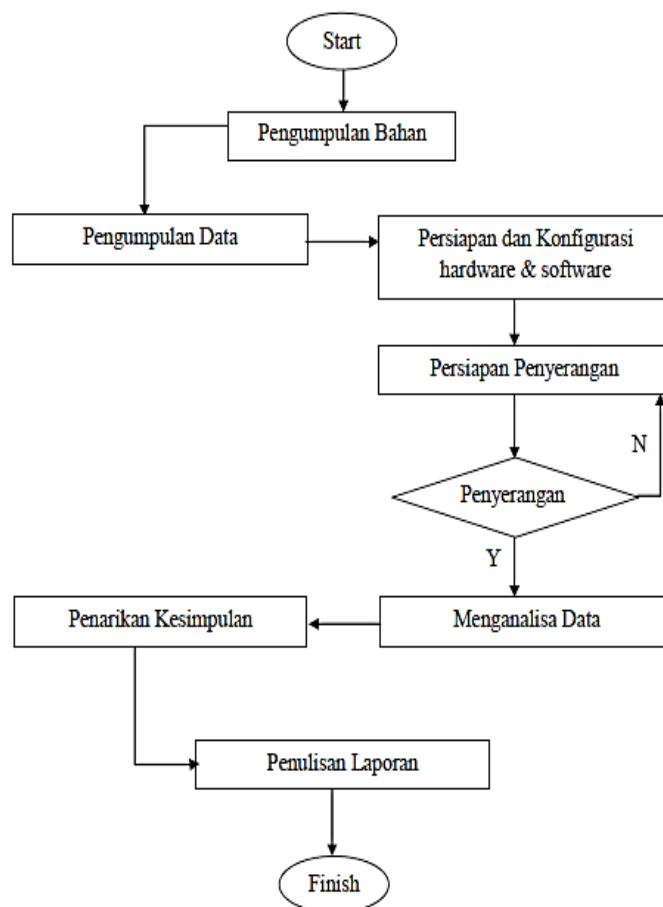 Start
Pengumpulan Bahan
Pengumpulan Data
Persiapan dan Konfigurasi
hardware & software
Persiapan Penyerangan
N
Penyerangan
Y
Menganalisa Data
Penarikan Kesimpulan
Penulisan Laporan
Finish